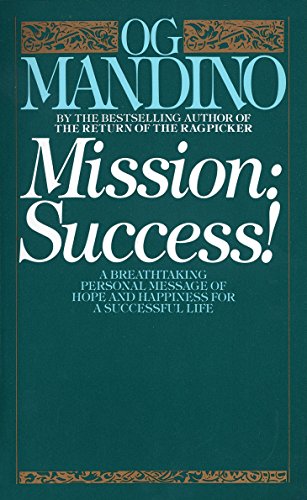 OG
MANDINO
BY THE BESTSELLING AUTHOR OF
THE RETURN OF THE RAGPICKER
Mission:
Success!
A BREATHTAKING
PERSONAL MESSAGE OF
HOPE AND HAPPINESS FOR
A SUCCESSFUL LIFE